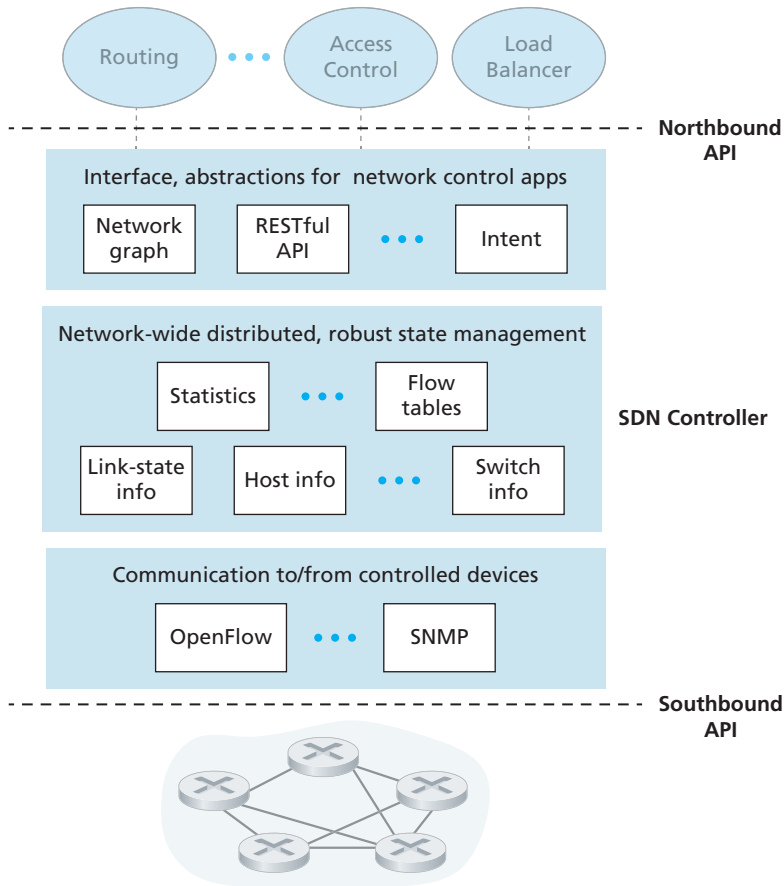 Routing
Access
Control
Load
Balancer
Northbound
API
Interface, abstractions for network control apps
Network
graph
RESTful
API
Intent
Network-wide distributed, robust state management
Statistics
Flow
tables
SDN Controller
Link-state
info
Host info
Switch
info
Communication to/from controlled devices
OpenFlow
SNMP
Southbound
API